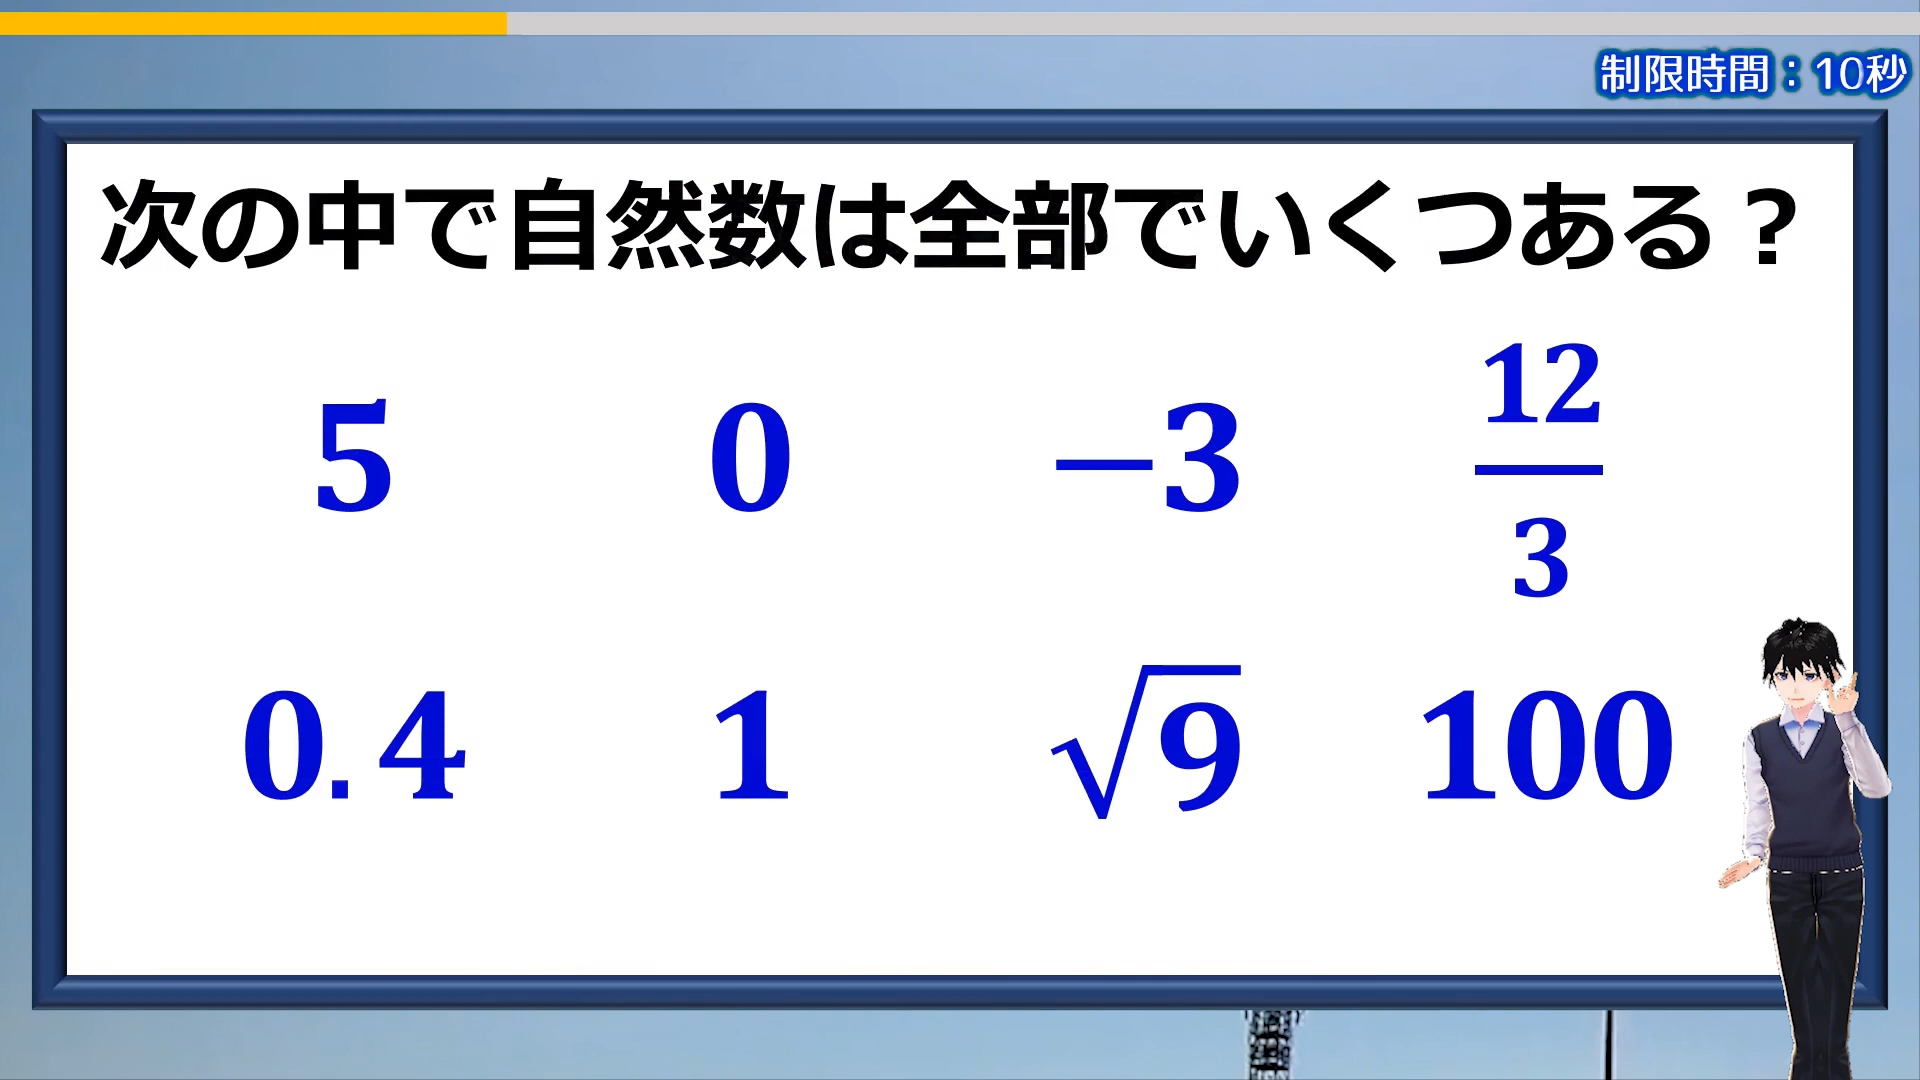 制限時間：10秒
次の中で自然数は全部でいくつある？
5 0 −3 12/3
0.4 1 √9 100